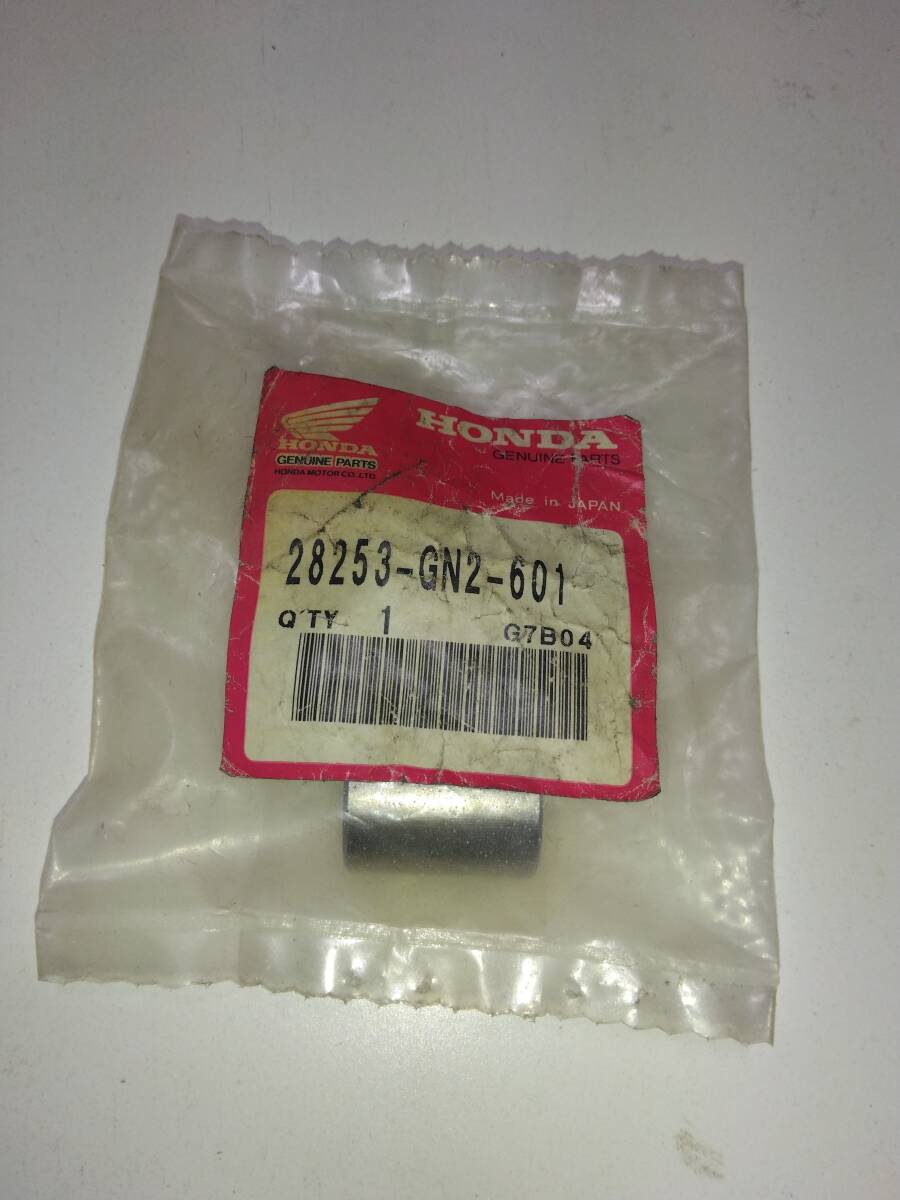 HONDA
GENUINE PARTS
HONDA MOTOR CO.,LTD.
HONDA
GENUINE PARTS
Made in JAPAN
28253-GN2-601
Q'TY 1 G7B04